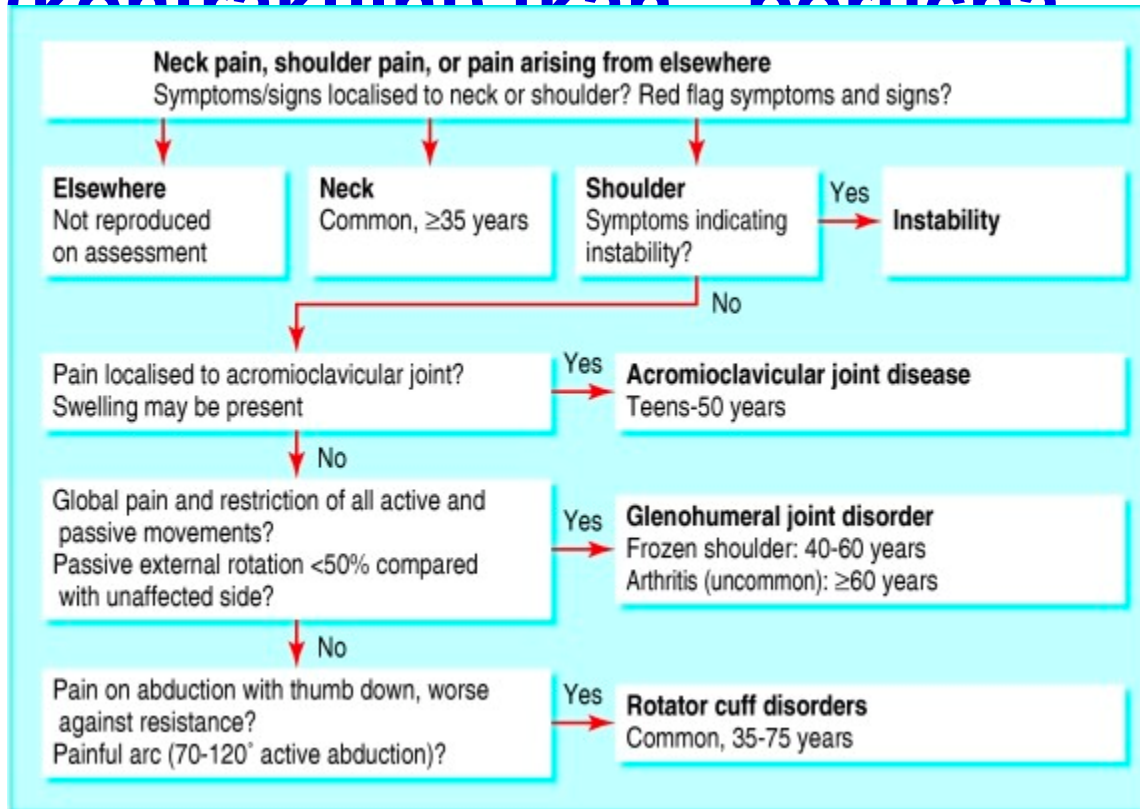 Neck pain, shoulder pain, or pain arising from elsewhere
Symptoms/signs localised to neck or shoulder? Red flag symptoms and signs?
Elsewhere
Not reproduced
on assessment
Neck
Common, ≥35 years
Shoulder
Symptoms indicating
instability?
Yes
Instability
No
Pain localised to acromioclavicular joint?
Swelling may be present
Yes
Acromioclavicular joint disease
Teens-50 years
No
Global pain and restriction of all active and
passive movements?
Passive external rotation <50% compared
with unaffected side?
Yes
Glenohumeral joint disorder
Frozen shoulder: 40-60 years
Arthritis (uncommon): ≥60 years
No
Pain on abduction with thumb down, worse
against resistance?
Painful arc (70-120˚ active abduction)?
Yes
Rotator cuff disorders
Common, 35-75 years